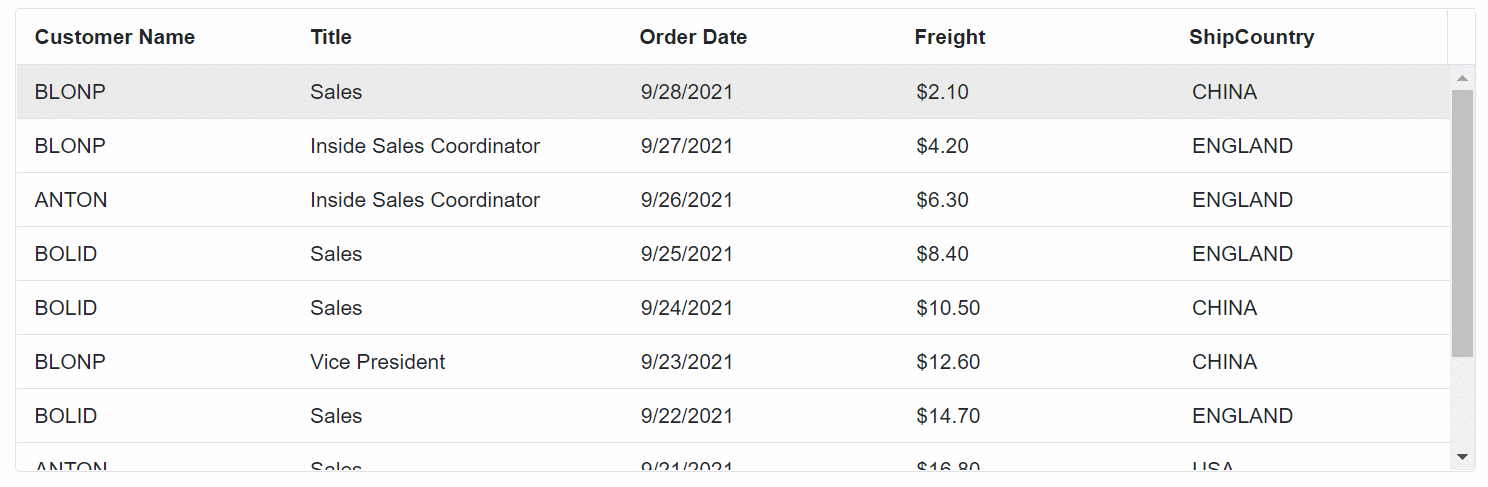 Customer Name Title Order Date Freight ShipCountry
BLONP Sales 9/28/2021 $2.10 CHINA
BLONP Inside Sales Coordinator 9/27/2021 $4.20 ENGLAND
ANTON Inside Sales Coordinator 9/26/2021 $6.30 ENGLAND
BOLID Sales 9/25/2021 $8.40 ENGLAND
BOLID Sales 9/24/2021 $10.50 CHINA
BLONP Vice President 9/23/2021 $12.60 CHINA
BOLID Sales 9/22/2021 $14.70 ENGLAND
ANTON Sales 9/21/2021 $16.80 USA